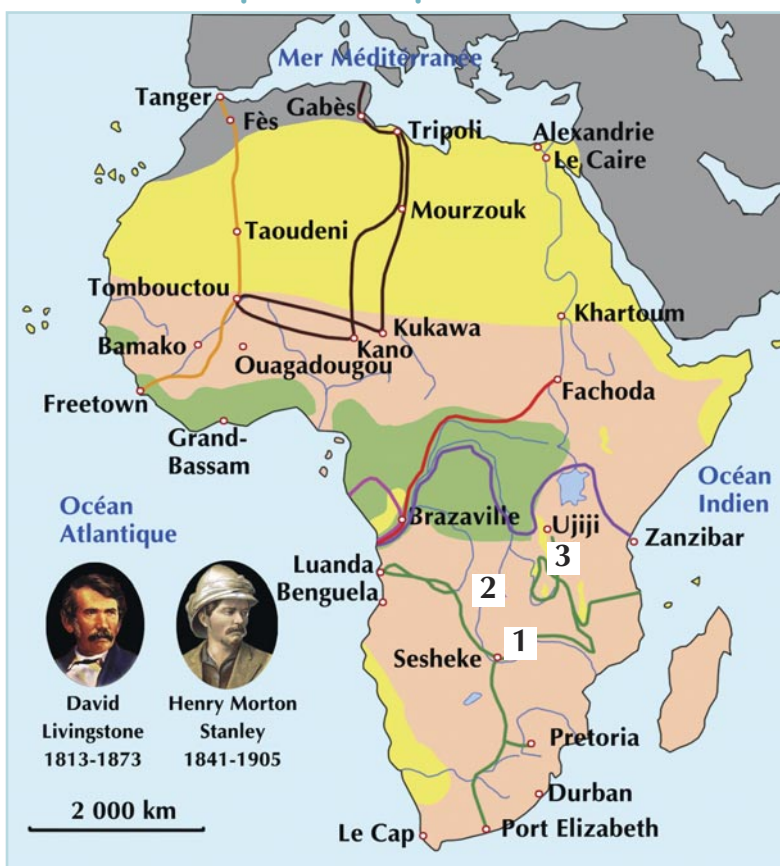 Mer Méditérranée
Tanger
Gabès
Fès
Tripoli
Alexandrie
Le Caire
Mourzouk
Taoudeni
Tombouctou
Khartoum
Kukawa
Bamako
Kano
Ouagadougou
Fachoda
Freetown
Grand-
Bassam
Océan
Indien
Océan
Atlantique
Brazaville
Ujiji
Zanzibar
3
Luanda
2
Benguela
1
Sesheke
David
Livingstone
1813-1873
Henry Morton
Stanley
1841-1905
Pretoria
2 000 km
Durban
Le Cap
Port Elizabeth